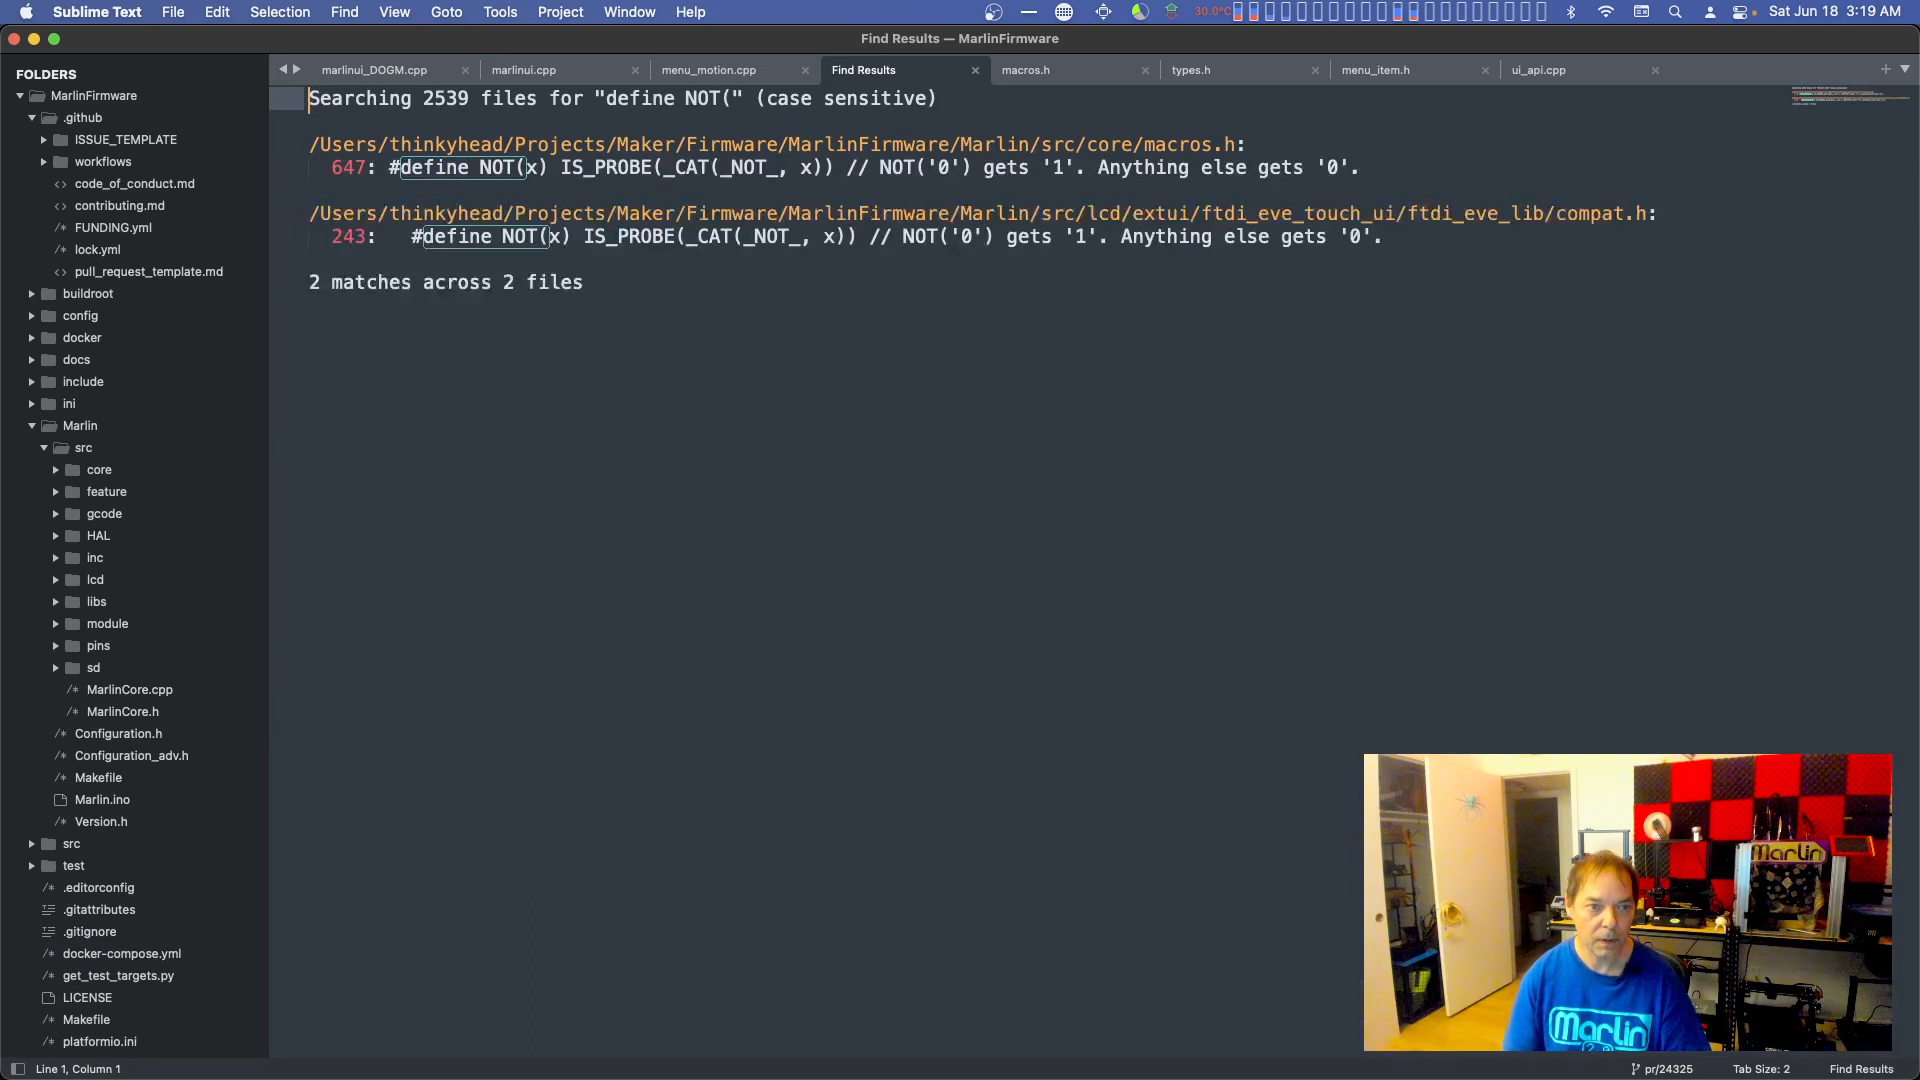 Sublime Text File Edit Selection Find View Goto Tools Project Window Help 30.0°C Sat Jun 18 3:19 AM
Find Results — MarlinFirmware
FOLDERS
MarlinFirmware
.github
ISSUE_TEMPLATE
workflows
<> code_of_conduct.md
<> contributing.md
/* FUNDING.yml
/* lock.yml
<> pull_request_template.md
buildroot
config
docker
docs
include
ini
Marlin
src
core
feature
gcode
HAL
inc
lcd
libs
module
pins
sd
/* MarlinCore.cpp
/* MarlinCore.h
/* Configuration.h
/* Configuration_adv.h
/* Makefile
Marlin.ino
/* Version.h
src
test
/* .editorconfig
.gitattributes
.gitignore
/* docker-compose.yml
/* get_test_targets.py
LICENSE
/* Makefile
/* platformio.ini
marlinui_DOGM.cpp marlinui.cpp menu_motion.cpp Find Results macros.h types.h menu_item.h ui_api.cpp
Searching 2539 files for "define NOT(" (case sensitive)
/Users/thinkyhead/Projects/Maker/Firmware/MarlinFirmware/Marlin/src/core/macros.h:
647: #define NOT(x) IS_PROBE(_CAT(_NOT_, x)) // NOT('0') gets '1'. Anything else gets '0'.
/Users/thinkyhead/Projects/Maker/Firmware/MarlinFirmware/Marlin/src/lcd/extui/ftdi_eve_touch_ui/ftdi_eve_lib/compat.h:
243: #define NOT(x) IS_PROBE(_CAT(_NOT_, x)) // NOT('0') gets '1'. Anything else gets '0'.
2 matches across 2 files
Marlin
Marlin
Line 1, Column 1 pr/24325 Tab Size: 2 Find Results